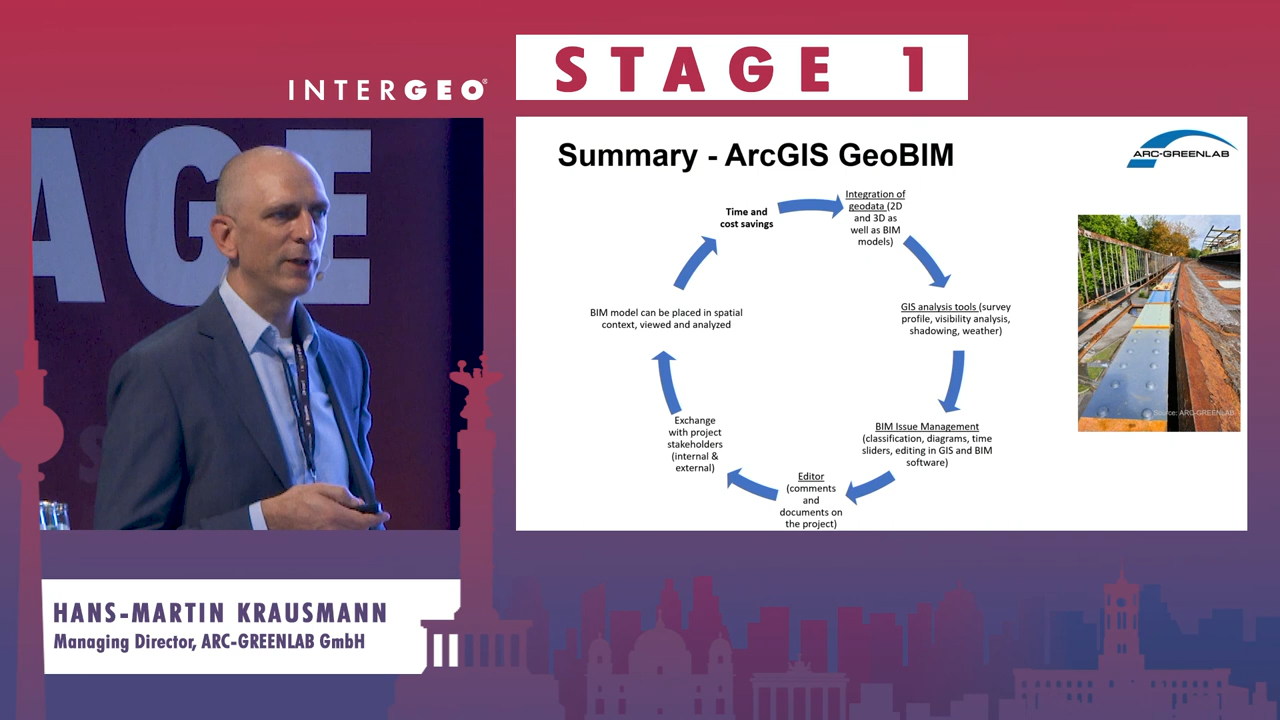 INTERGEO®
STAGE 1
AGE
S
Summary - ArcGIS GeoBIM
ARC-GREENLAB
Time and
cost savings
Integration of
geodata (2D
and 3D as
well as BIM
models)
GIS analysis tools (survey
profile, visibility analysis,
shadowing, weather)
BIM Issue Management
(classification, diagrams, time
sliders, editing in GIS and BIM
software)
Editor
(comments
and
documents on
the project)
Exchange
with project
stakeholders
(internal &
external)
BIM model can be placed in spatial
context, viewed and analyzed
Source: ARC-GREENLAB
HANS-MARTIN KRAUSMANN
Managing Director, ARC-GREENLAB GmbH